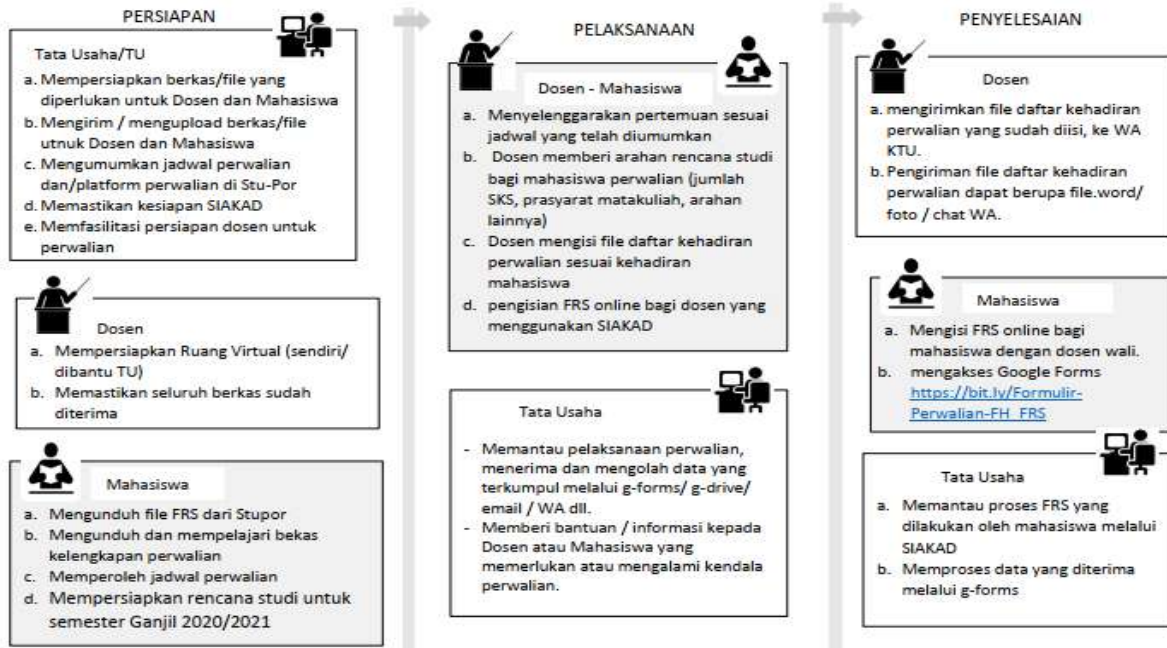 PERSIAPAN
Tata Usaha/TU
a. Mempersiapkan berkas/file yang
diperlukan untuk Dosen dan Mahasiswa
b. Mengirim / mengupload berkas/file
utnuk Dosen dan Mahasiswa
c. Mengumumkan jadwal perwalian
dan/platform perwalian di Stu-Por
d. Memastikan kesiapan SIAKAD
e. Memfasilitasi persiapan dosen untuk
perwalian
Dosen
a. Mempersiapkan Ruang Virtual (sendiri/
dibantu TU)
b. Memastikan seluruh berkas sudah
diterima
Mahasiswa
a. Mengunduh file FRS dari Stupor
b. Mengunduh dan mempelajari bekas
kelengkapan perwalian
c. Memperoleh jadwal perwalian
d. Mempersiapkan rencana studi untuk
semester Ganjil 2020/2021
PELAKSANAAN
Dosen - Mahasiswa
a. Menyelenggarakan pertemuan sesuai
jadwal yang telah diumumkan
b. Dosen memberi arahan rencana studi
bagi mahasiswa perwalian (jumlah
SKS, prasyarat matakuliah, arahan
lainnya)
c. Dosen mengisi file daftar kehadiran
perwalian sesuai kehadiran
mahasiswa
d. pengisian FRS online bagi dosen yang
menggunakan SIAKAD
Tata Usaha
- Memantau pelaksanaan perwalian,
menerima dan mengolah data yang
terkumpul melalui g-forms/ g-drive/
email / WA dll.
- Memberi bantuan / informasi kepada
Dosen atau Mahasiswa yang
memerlukan atau mengalami kendala
perwalian.
PENYELESAIAN
Dosen
a. mengirimkan file daftar kehadiran
perwalian yang sudah diisi, ke WA
KTU.
b. Pengiriman file daftar kehadiran
perwalian dapat berupa file.word/
foto / chat WA.
Mahasiswa
a. Mengisi FRS online bagi
mahasiswa dengan dosen wali.
b. mengakses Google Forms
https://bit.ly/Formulir-
Perwalian-FH_FRS
Tata Usaha
a. Memantau proses FRS yang
dilakukan oleh mahasiswa melalui
SIAKAD
b. Memproses data yang diterima
melalui g-forms